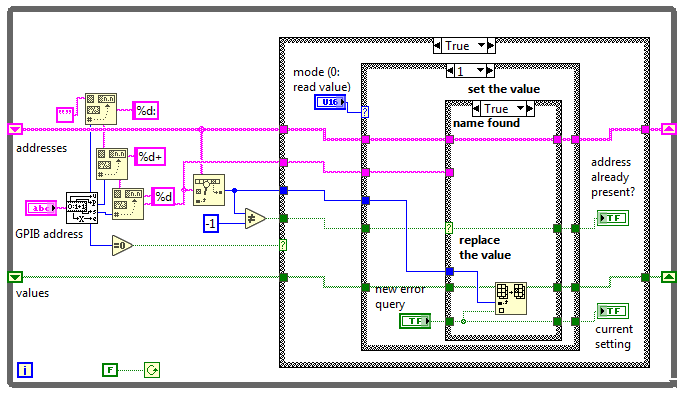 True
mode (0:
read value)
U16
1
set the value
True
name found
""
%d:
addresses
%d+
address
already
present?
%d
abc
GPIB address
-1
≠
TF
=0
replace
the value
values
new error
query
TF
TF
current
setting
i
F